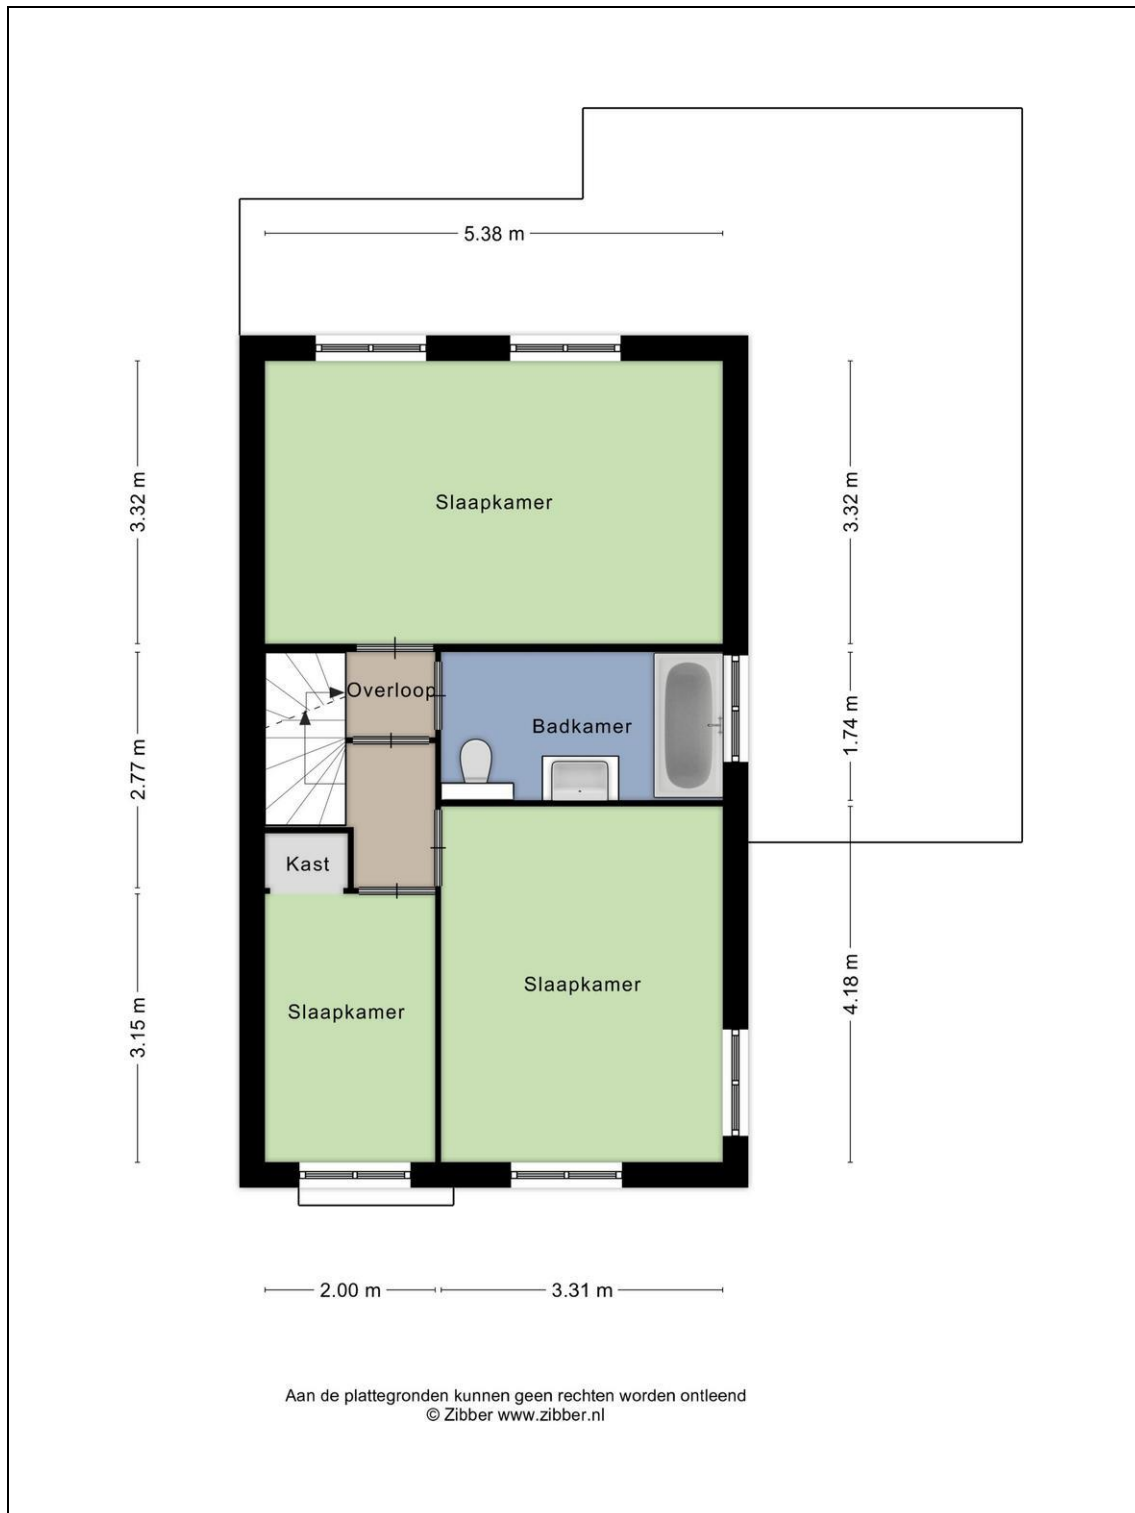 5.38 m
3.32 m
Slaapkamer
3.32 m
Overloop
Badkamer
1.74 m
2.77 m
Kast
Slaapkamer
4.18 m
Slaapkamer
3.15 m
2.00 m
3.31 m
Aan de plattegronden kunnen geen rechten worden ontleend
© Zibber www.zibber.nl